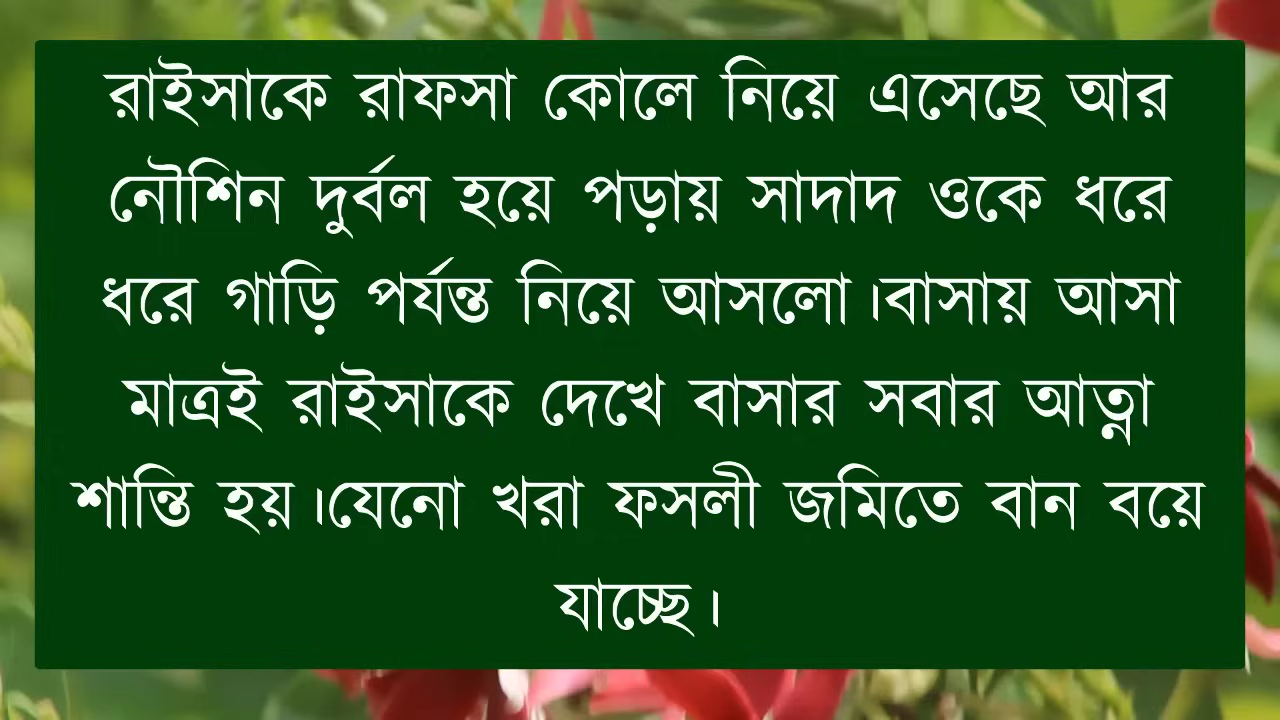 রাইসাকে রাফসা কোলে নিয়ে এসেছে আর
নৌশিন দুর্বল হয়ে পড়ায় সাদাদ ওকে ধরে
ধরে গাড়ি পর্যন্ত নিয়ে আসলো।বাসায় আসা
মাত্রই রাইসাকে দেখে বাসার সবার আত্না
শান্তি হয়।যেনো খরা ফসলী জমিতে বান বয়ে
যাচ্ছে।